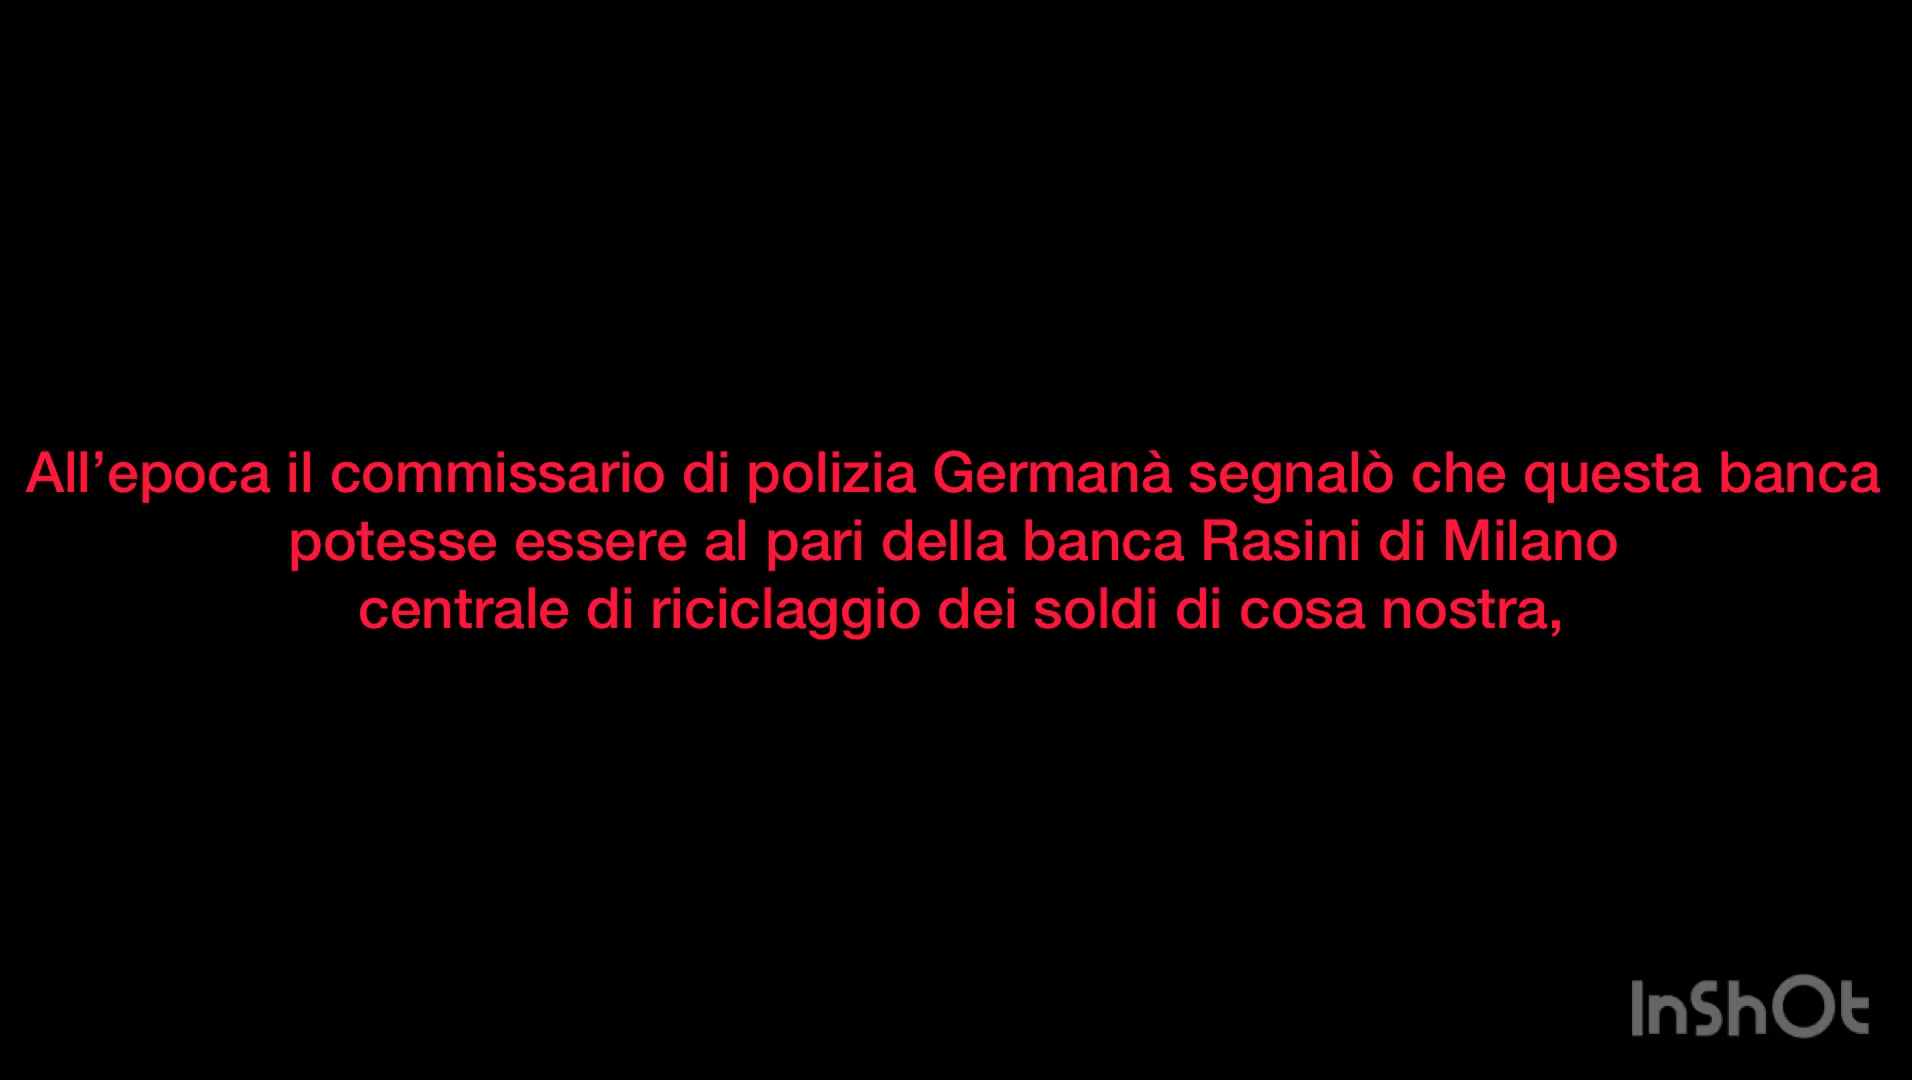 All’epoca il commissario di polizia Germanà segnalò che questa banca
potesse essere al pari della banca Rasini di Milano
centrale di riciclaggio dei soldi di cosa nostra,
InShOt